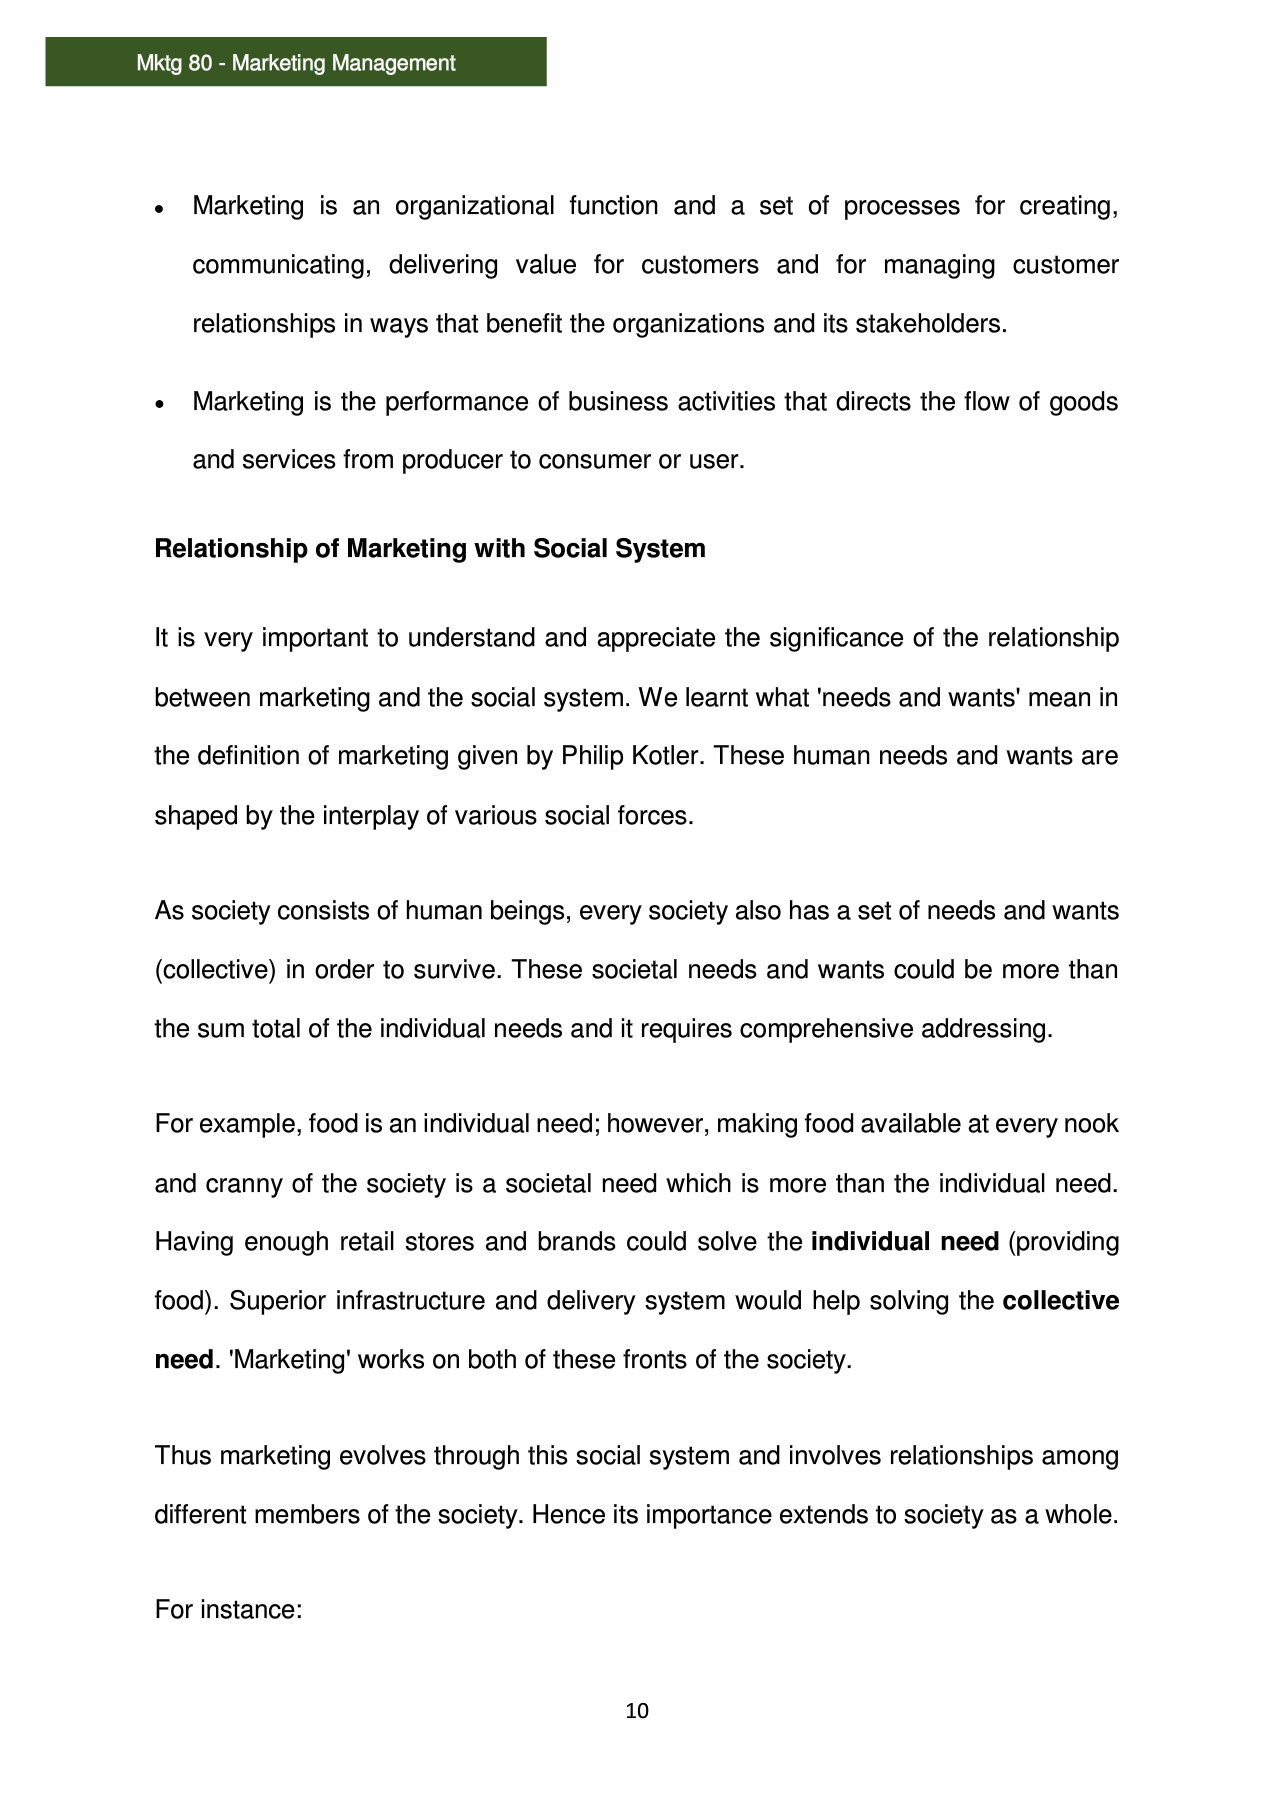 Mktg 80 - Marketing Management
• Marketing is an organizational function and a set of processes for creating,
communicating, delivering value for customers and for managing customer
relationships in ways that benefit the organizations and its stakeholders.
• Marketing is the performance of business activities that directs the flow of goods
and services from producer to consumer or user.
Relationship of Marketing with Social System
It is very important to understand and appreciate the significance of the relationship
between marketing and the social system. We learnt what 'needs and wants' mean in
the definition of marketing given by Philip Kotler. These human needs and wants are
shaped by the interplay of various social forces.
As society consists of human beings, every society also has a set of needs and wants
(collective) in order to survive. These societal needs and wants could be more than
the sum total of the individual needs and it requires comprehensive addressing.
For example, food is an individual need; however, making food available at every nook
and cranny of the society is a societal need which is more than the individual need.
Having enough retail stores and brands could solve the individual need (providing
food). Superior infrastructure and delivery system would help solving the collective
need. 'Marketing' works on both of these fronts of the society.
Thus marketing evolves through this social system and involves relationships among
different members of the society. Hence its importance extends to society as a whole.
For instance:
10